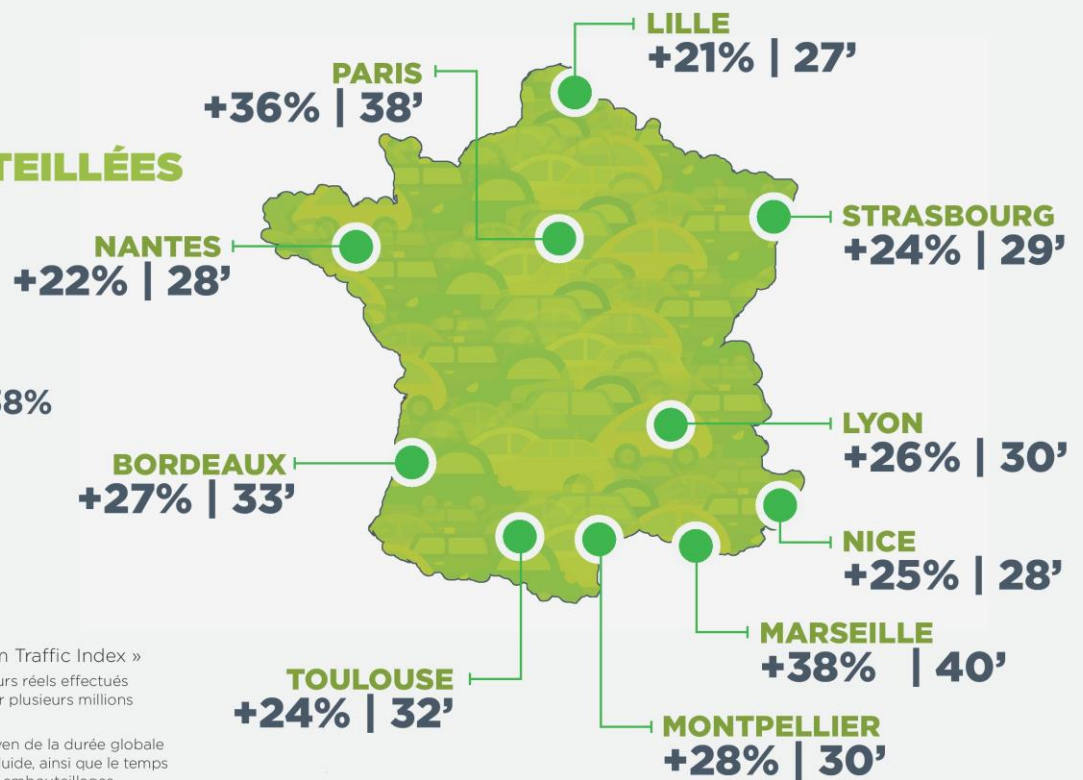 LILLE
+21% | 27’
PARIS
+36% | 38’
STRASBOURG
+24% | 29’
NANTES
+22% | 28’
LYON
+26% | 30’
BORDEAUX
+27% | 33’
NICE
+25% | 28’
MARSEILLE
+38% | 40’
TOULOUSE
+24% | 32’
MONTPELLIER
+28% | 30’
Traffic Index »
réels effectués
plusieurs millions
de la durée globale
ainsi que le temps